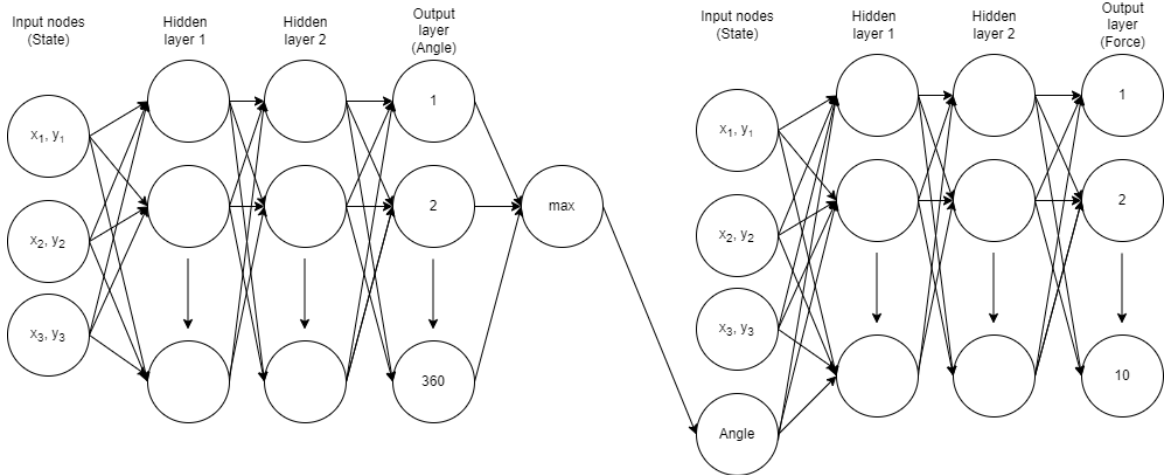 Input nodes
(State)
Hidden
layer 1
Hidden
layer 2
Output
layer
(Angle)
x₁, y₁
x₂, y₂
x₃, y₃
1
2
360
max
Input nodes
(State)
Hidden
layer 1
Hidden
layer 2
Output
layer
(Force)
x₁, y₁
x₂, y₂
x₃, y₃
Angle
1
2
10